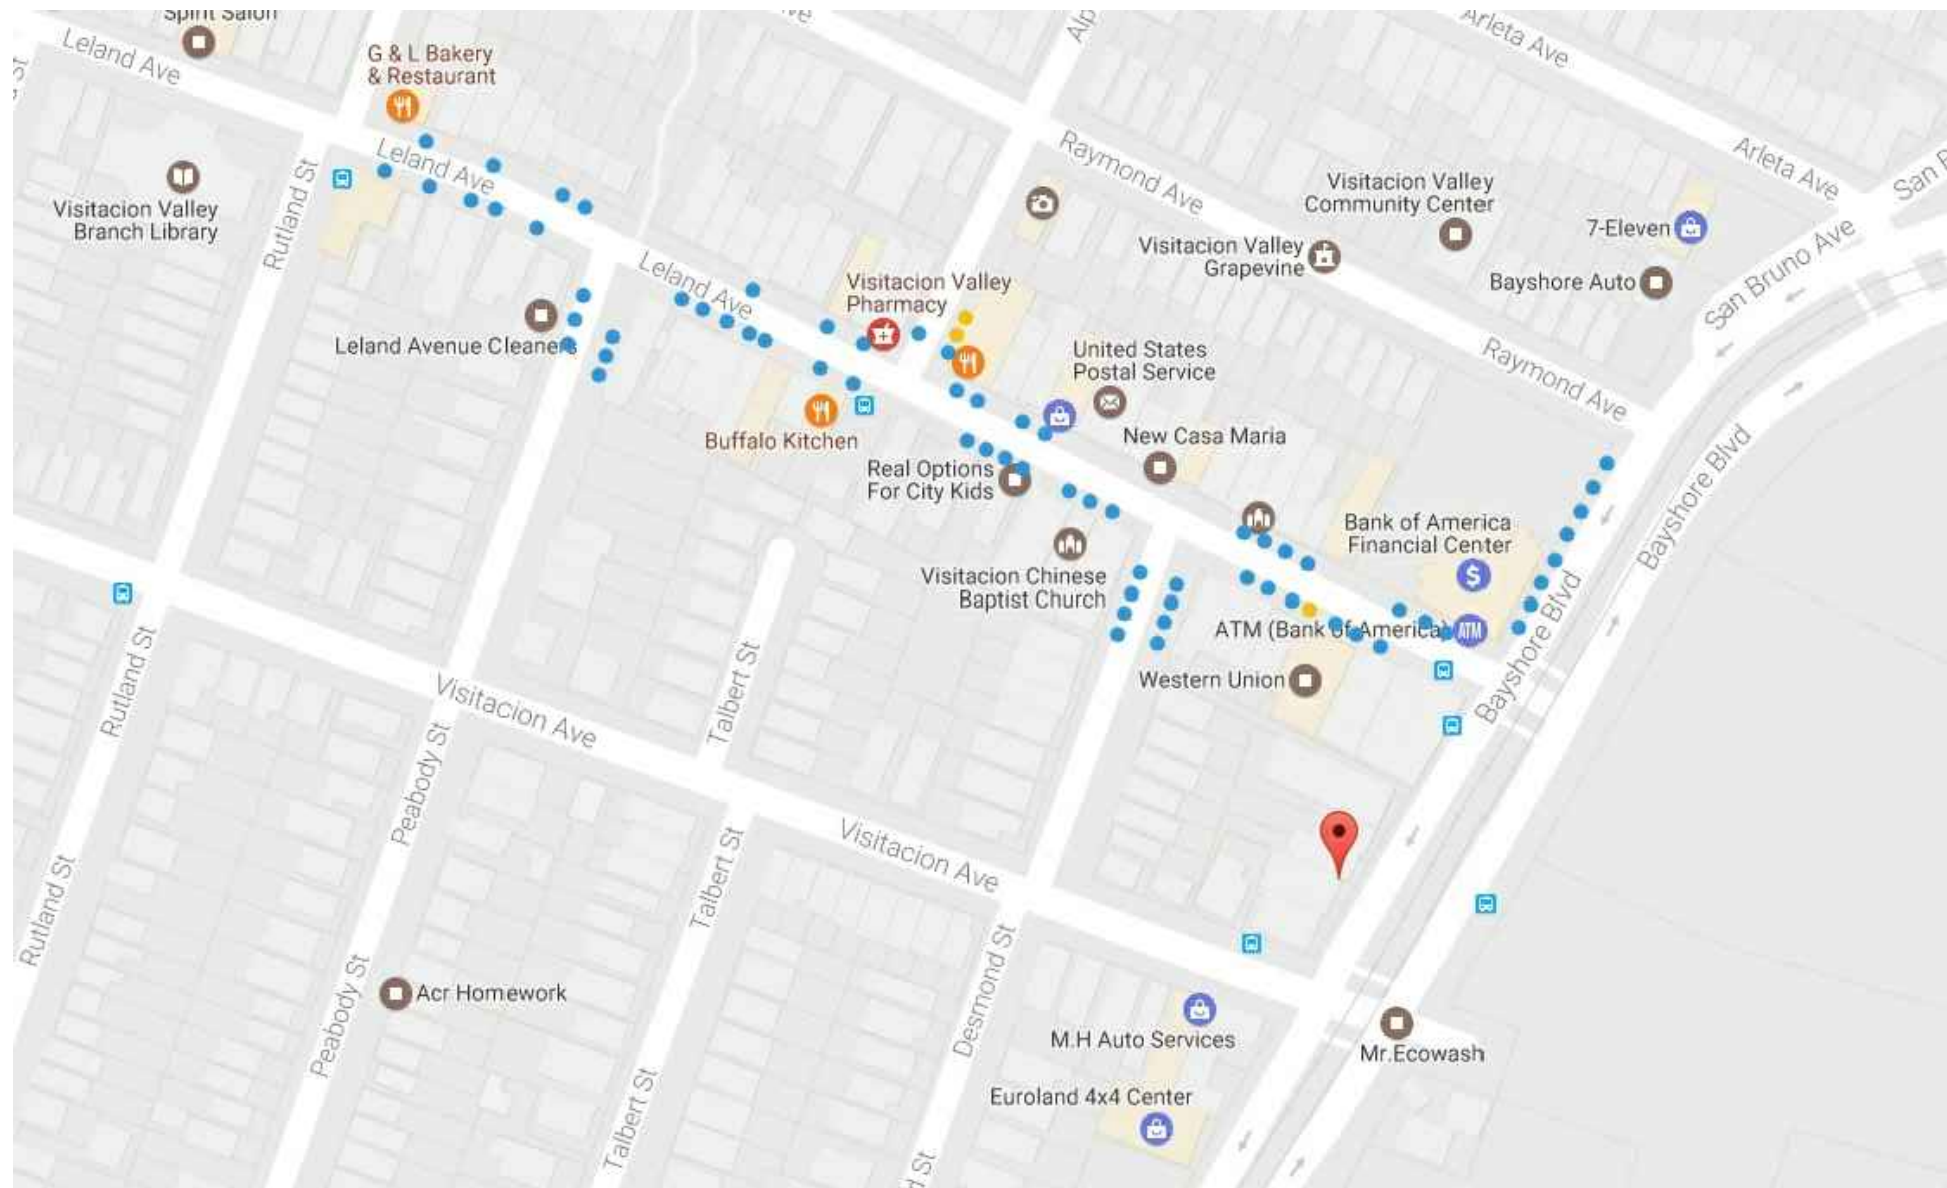 Spirit Salon
Leland Ave
G & L Bakery
& Restaurant
Leland Ave
Visitacion Valley
Branch Library
Rutland St
Leland Avenue Cleaners
Leland Ave
Visitacion Valley
Pharmacy
Buffalo Kitchen
Raymond Ave
Visitacion Valley
Grapevine
Visitacion Valley
Community Center
Arleta Ave
Arleta Ave
7-Eleven
Bayshore Auto
San Bruno Ave
United States
Postal Service
New Casa Maria
Raymond Ave
Real Options
For City Kids
Bank of America
Financial Center
Bayshore Blvd
Visitacion Chinese
Baptist Church
ATM (Bank of America)
ATM
Western Union
Bayshore Blvd
Rutland St
Visitacion Ave
Talbert St
Peabody St
Visitacion Ave
Talbert St
Rutland St
Peabody St
Acr Homework
Desmond St
M.H Auto Services
Mr.Ecowash
Euroland 4x4 Center
Talbert St